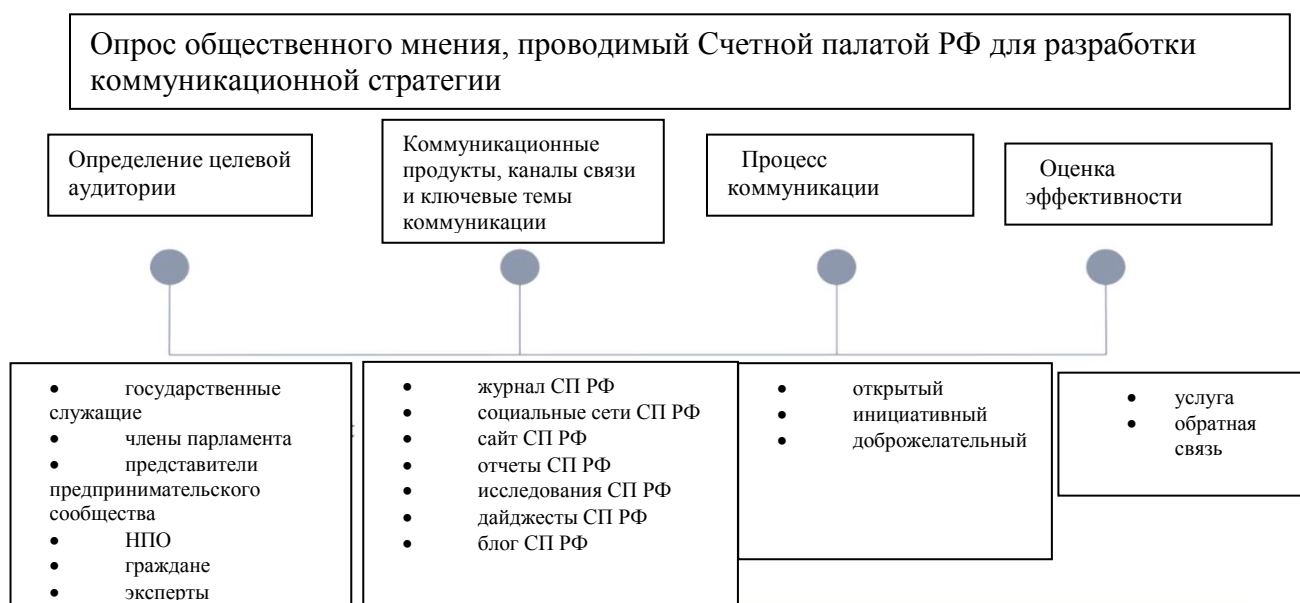 Опрос общественного мнения, проводимый Счетной палатой РФ для разработки
коммуникационной стратегии
Определение целевой
аудитории
Коммуникационные
продукты, каналы связи
и ключевые темы
коммуникации
Процесс
коммуникации
Оценка
эффективности
• государственные
служащие
• члены парламента
• представители
предпринимательского
сообщества
• НПО
• граждане
• эксперты
• журнал СП РФ
• социальные сети СП РФ
• сайт СП РФ
• отчеты СП РФ
• исследования СП РФ
• дайджесты СП РФ
• блог СП РФ
• открытый
• инициативный
• доброжелательный
• услуга
• обратная
связь